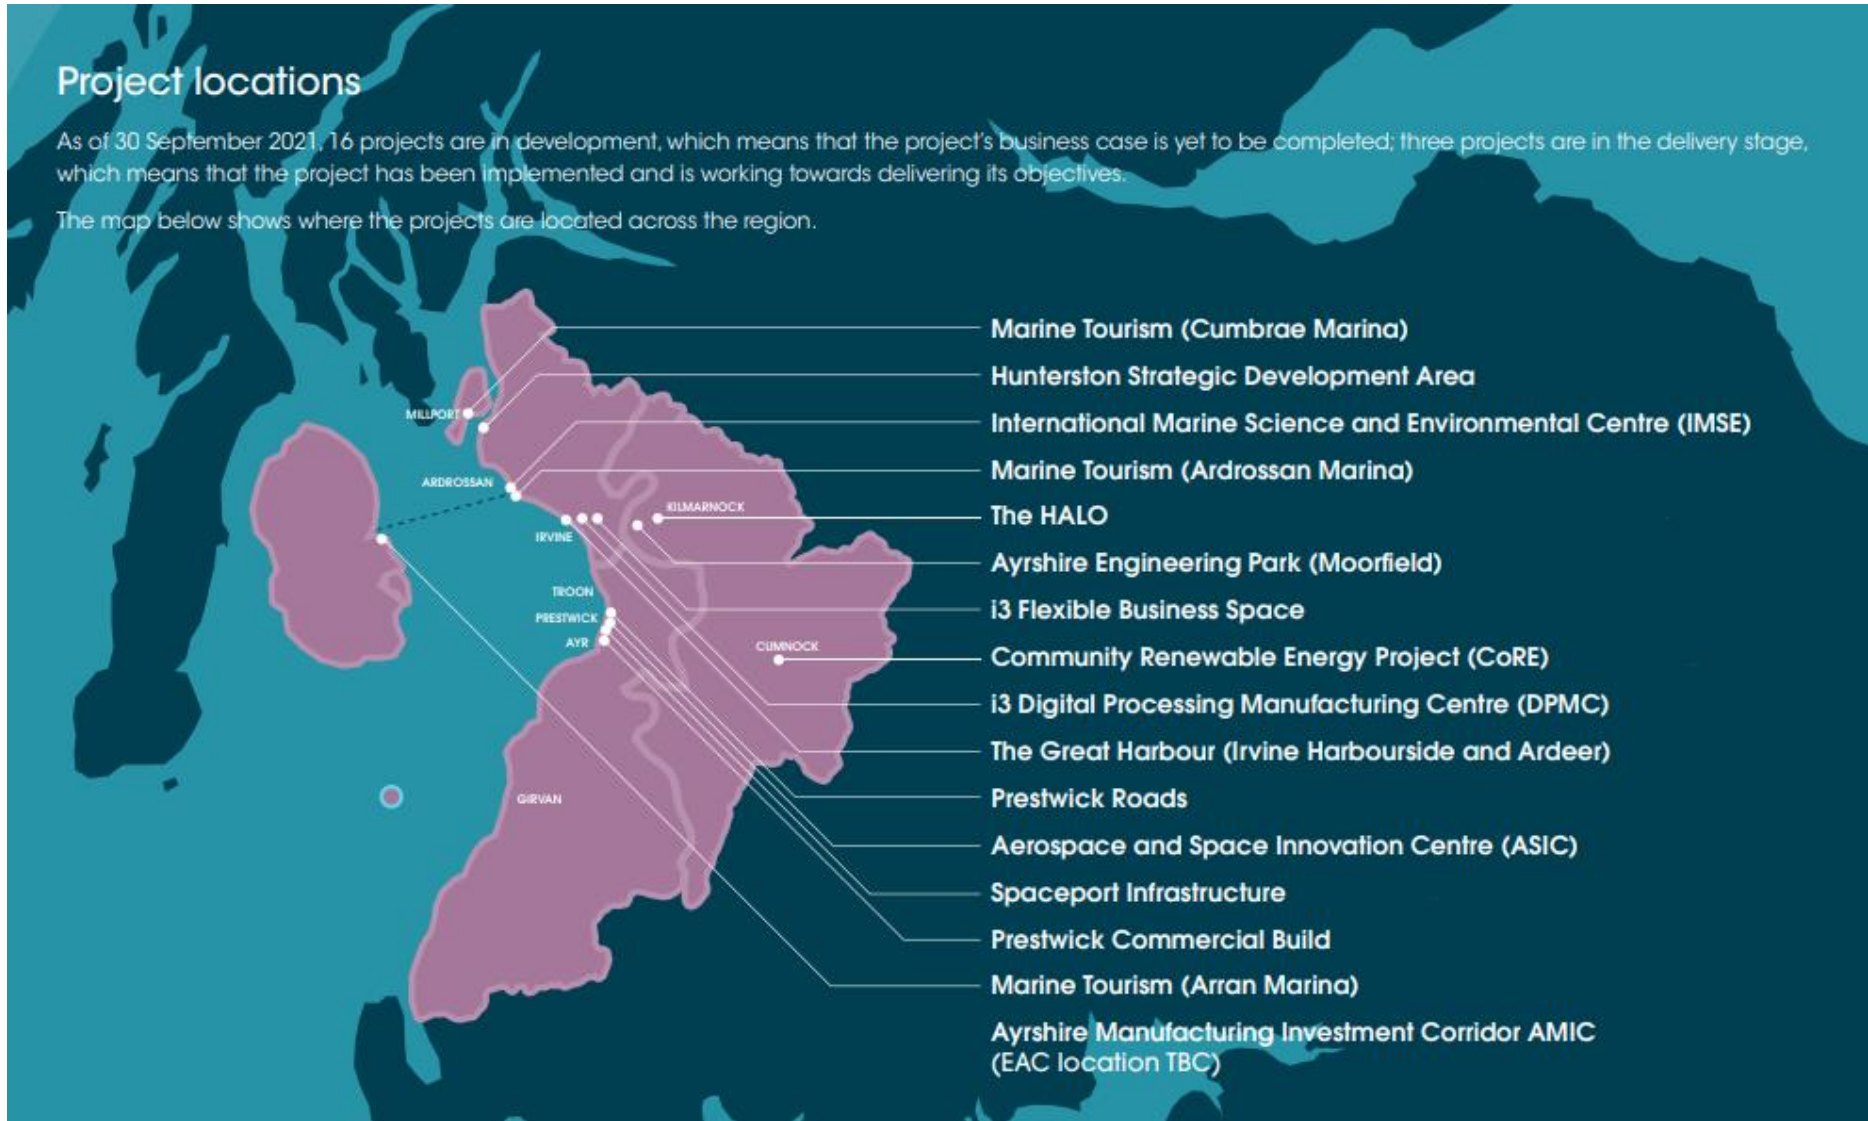 Project locations
As of 30 September 2021, 16 projects are in development, which means that the project's business case is yet to be completed; three projects are in the delivery stage,
which means that the project has been implemented and is working towards delivering its objectives.
The map below shows where the projects are located across the region.
Marine Tourism (Cumbrae Marina)
Hunterston Strategic Development Area
MILLPORT
International Marine Science and Environmental Centre (IMSE)
Marine Tourism (Ardrossan Marina)
ARDROSSAN
KILMARNOCK
The HALO
IRVINE
Ayrshire Engineering Park (Moorfield)
TROON
i3 Flexible Business Space
PRESTWICK
AYR
CUMNOCK
Community Renewable Energy Project (CoRE)
i3 Digital Processing Manufacturing Centre (DPMC)
The Great Harbour (Irvine Harbourside and Ardeer)
GIRVAN
Prestwick Roads
Aerospace and Space Innovation Centre (ASIC)
Spaceport Infrastructure
Prestwick Commercial Build
Marine Tourism (Arran Marina)
Ayrshire Manufacturing Investment Corridor AMIC
(EAC location TBC)